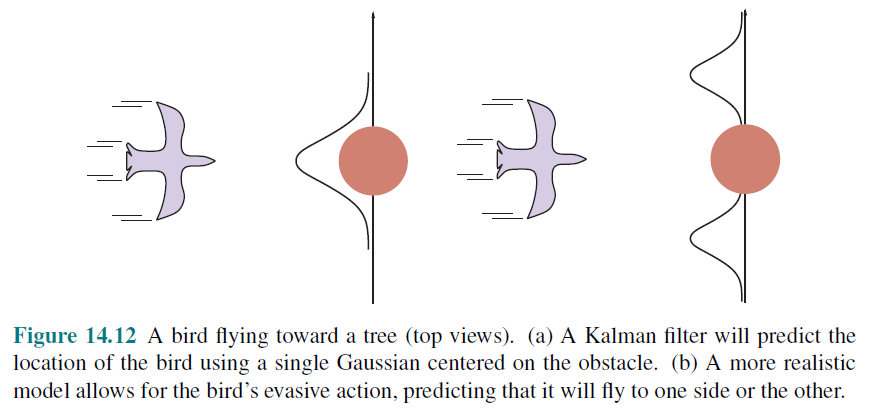 Figure 14.12 A bird flying toward a tree (top views). (a) A Kalman filter will predict the
location of the bird using a single Gaussian centered on the obstacle. (b) A more realistic
model allows for the bird's evasive action, predicting that it will fly to one side or the other.